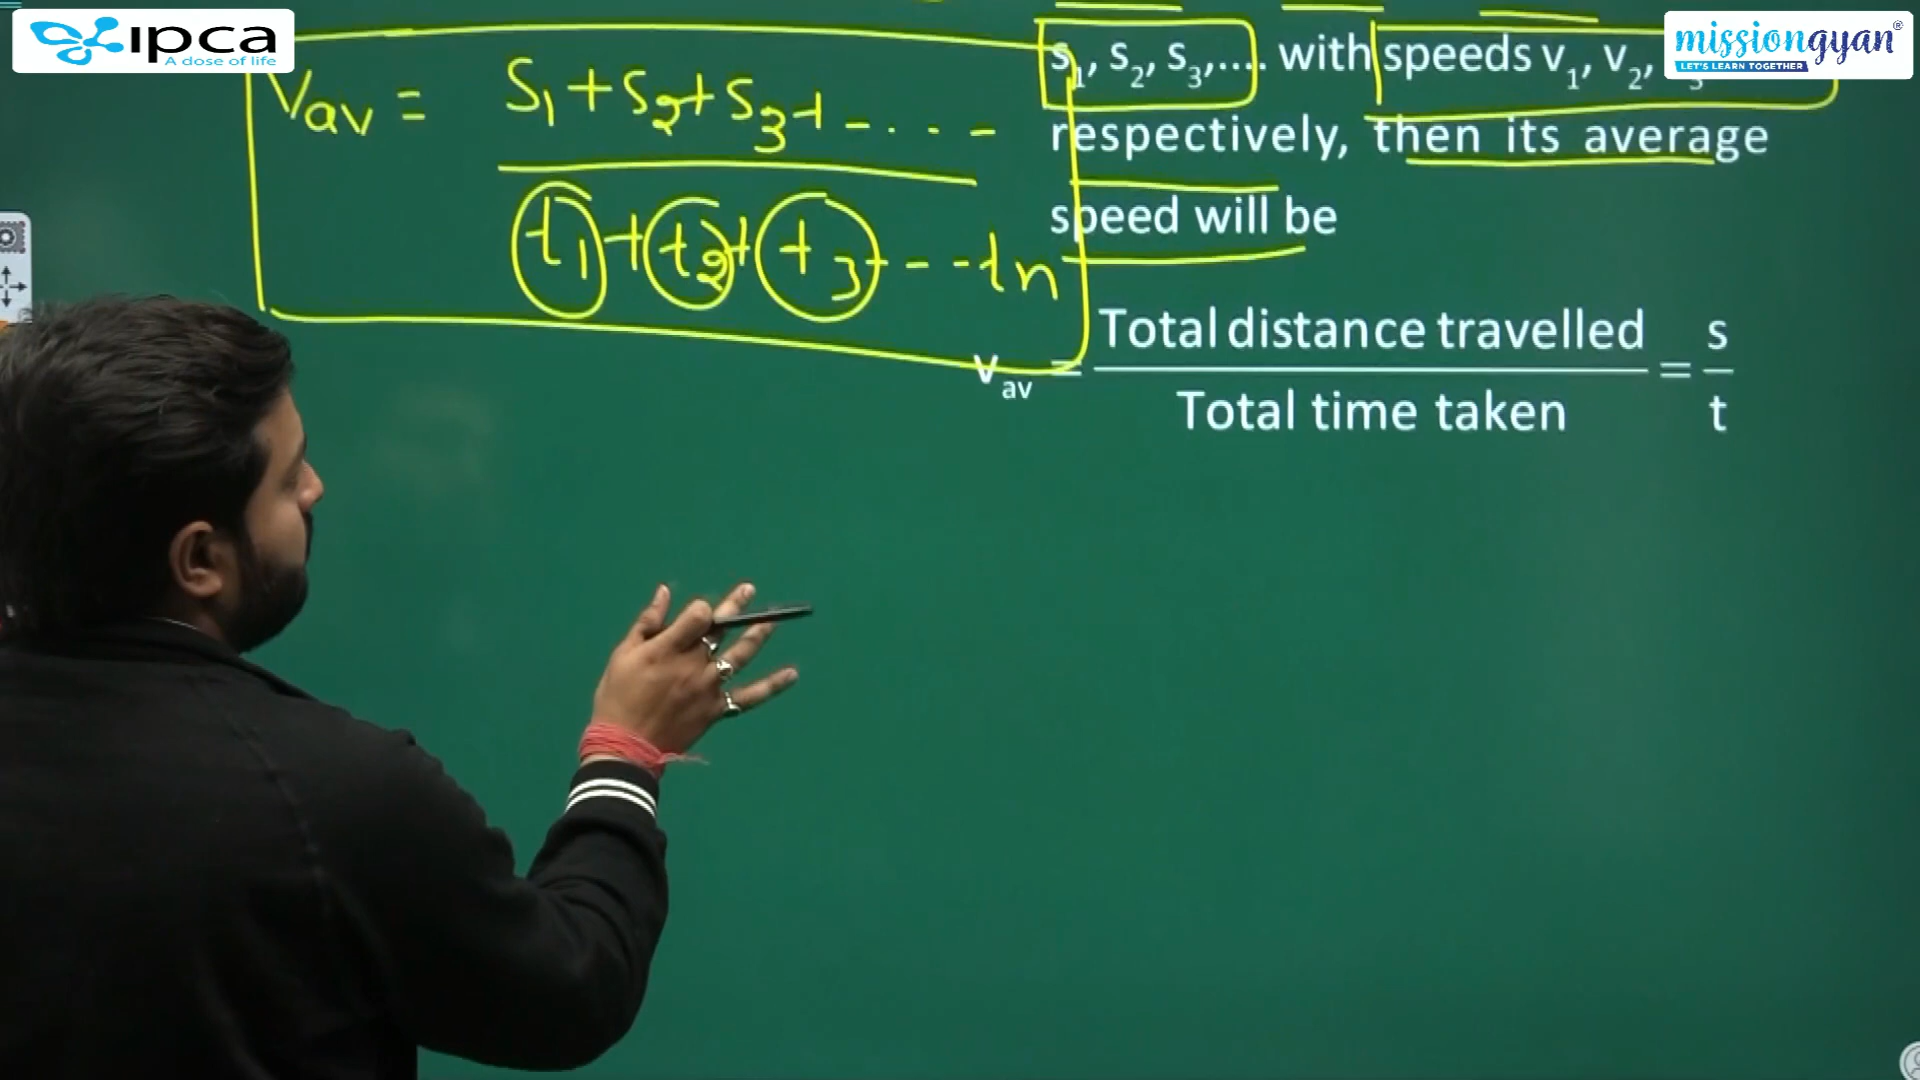 ipca
A dose of life
missiongyan®
LET'S LEARN TOGETHER
Vav = S1+S2+S3+-...-
t1+t2+t3+---tn
s1, s2, s3,.... with speeds v1, v2,
respectively, then its average
speed will be
vav = Total distance travelled / Total time taken = s / t